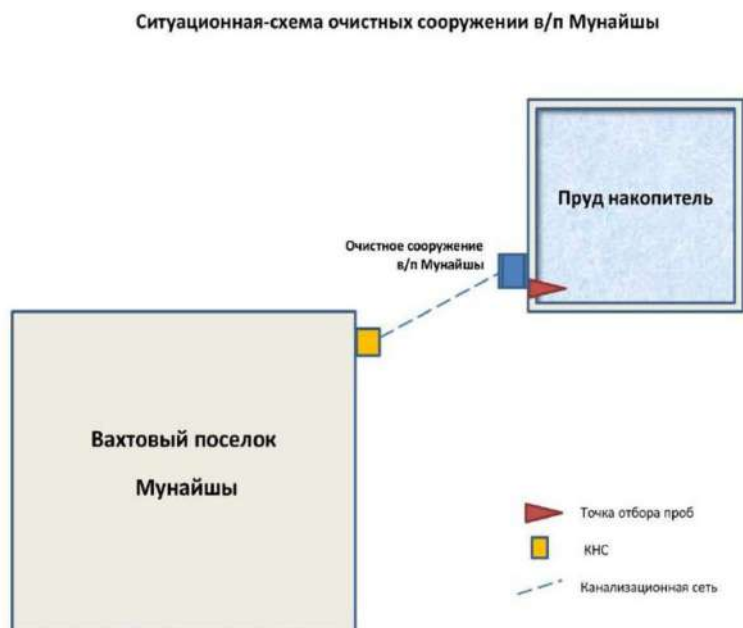 Ситуационная-схема очистных сооружении в/п Мунайшы
Пруд накопитель
Очистное сооружение
в/п Мунайшы
Вахтовый поселок
Мунайшы
Точка отбора проб
КНС
Канализационная сеть